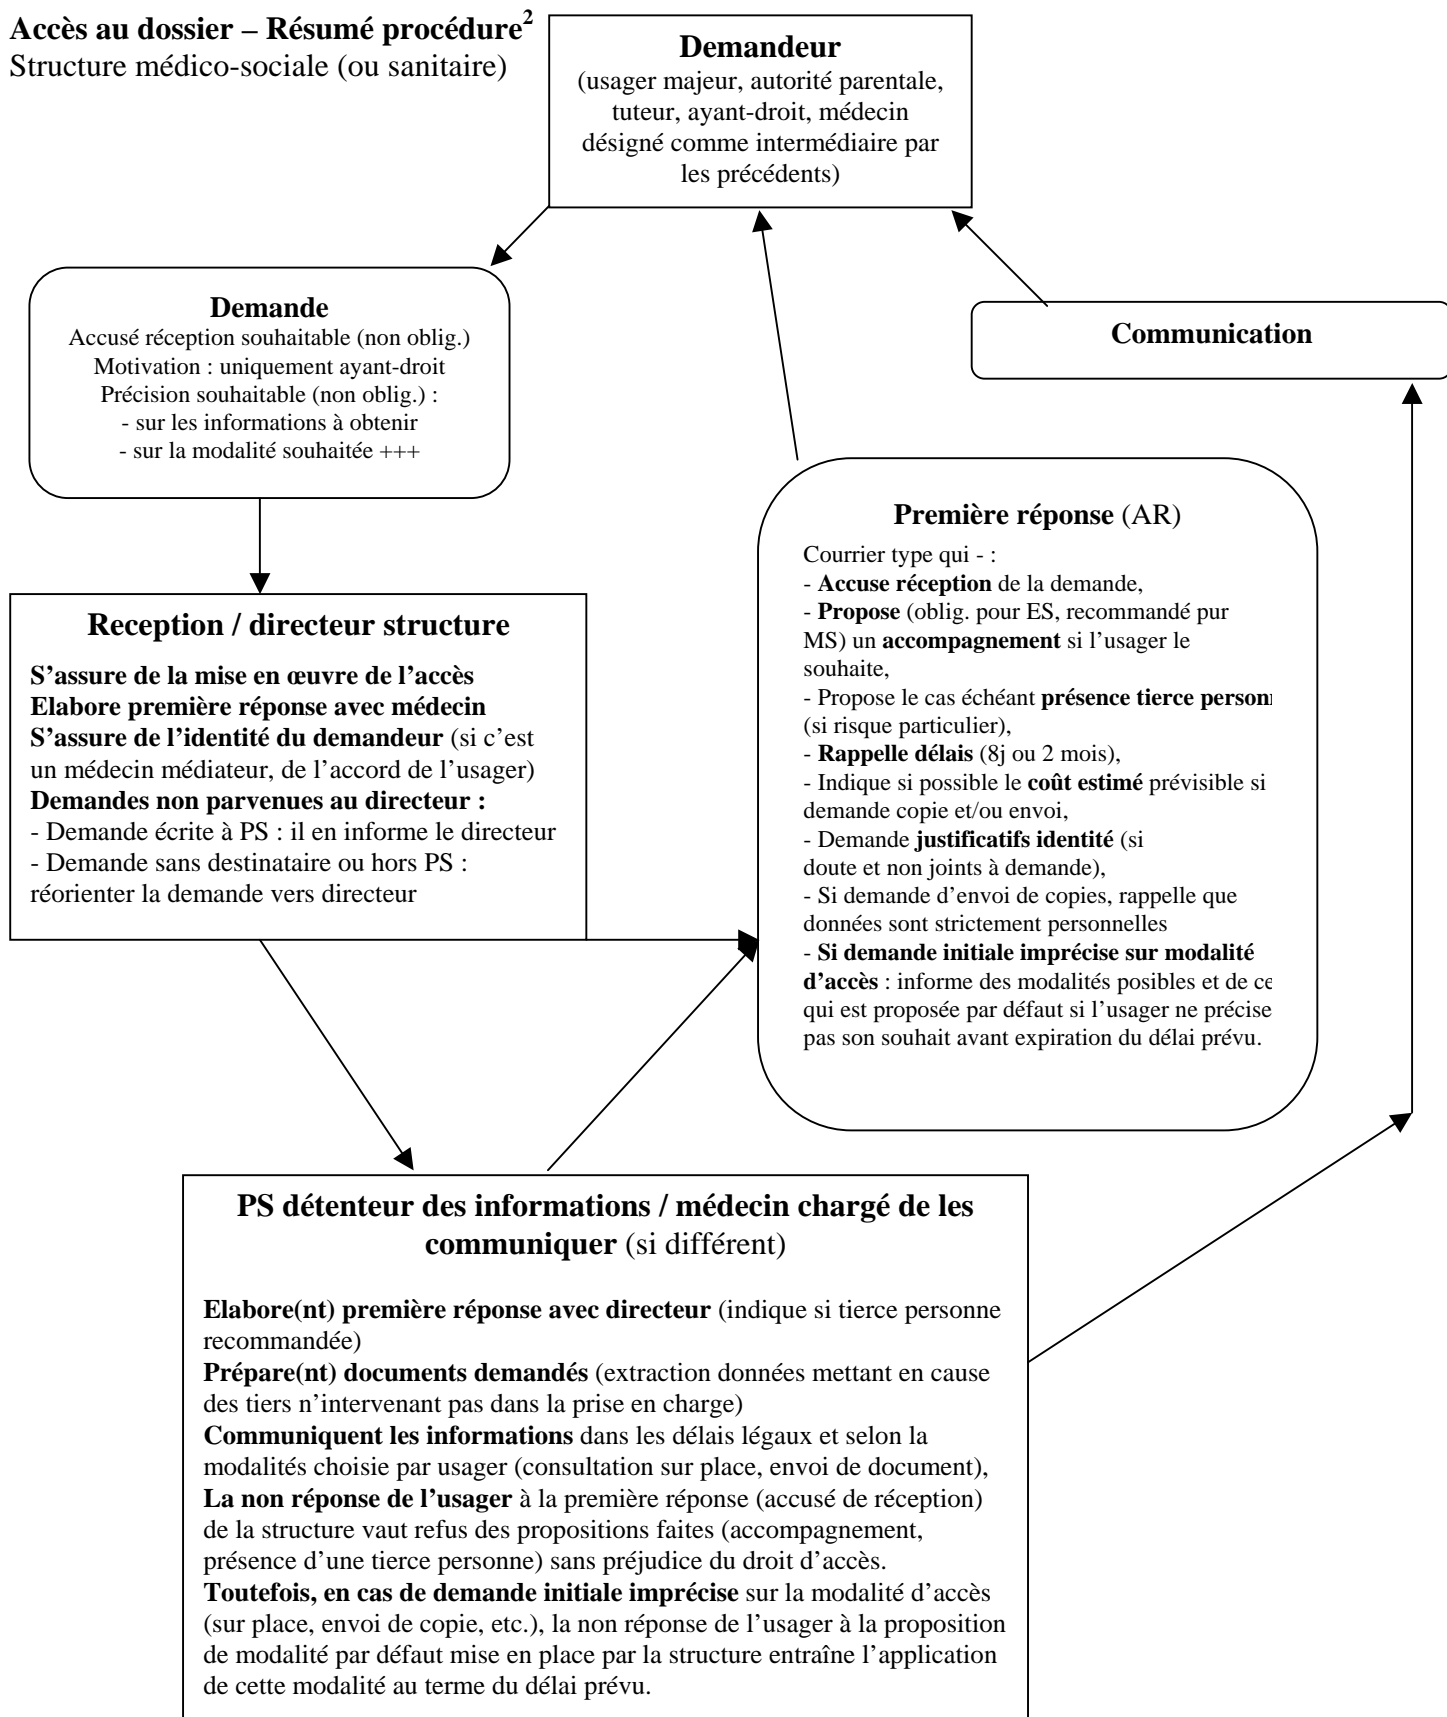 Accès au dossier – Résumé procédure2
Structure médico-sociale (ou sanitaire)
Demandeur
(usager majeur, autorité parentale,
tuteur, ayant-droit, médecin
désigné comme intermédiaire par
les précédents)
Demande
Accusé réception souhaitable (non oblig.)
Motivation : uniquement ayant-droit
Précision souhaitable (non oblig.) :
- sur les informations à obtenir
- sur la modalité souhaitée +++
Communication
Première réponse (AR)
Courrier type qui - :
- Accuse réception de la demande,
- Propose (oblig. pour ES, recommandé pur
MS) un accompagnement si l’usager le
souhaite,
- Propose le cas échéant présence tierce person
(si risque particulier),
- Rappelle délais (8j ou 2 mois),
- Indique si possible le coût estimé prévisible si
demande copie et/ou envoi,
- Demande justificatifs identité (si
doute et non joints à demande),
- Si demande d’envoi de copies, rappelle que
données sont strictement personnelles
- Si demande initiale imprécise sur modalité
d’accès : informe des modalités posibles et de ce
qui est proposée par défaut si l’usager ne précise
pas son souhait avant expiration du délai prévu.
Reception / directeur structure
S’assure de la mise en œuvre de l’accès
Elabore première réponse avec médecin
S’assure de l’identité du demandeur (si c’est
un médecin médiateur, de l’accord de l’usager)
Demandes non parvenues au directeur :
- Demande écrite à PS : il en informe le directeur
- Demande sans destinataire ou hors PS :
réorienter la demande vers directeur
PS détenteur des informations / médecin chargé de les
communiquer (si différent)
Elabore(nt) première réponse avec directeur (indique si tierce personne
recommandée)
Prépare(nt) documents demandés (extraction données mettant en cause
des tiers n’intervenant pas dans la prise en charge)
Communiquent les informations dans les délais légaux et selon la
modalités choisie par usager (consultation sur place, envoi de document),
La non réponse de l’usager à la première réponse (accusé de réception)
de la structure vaut refus des propositions faites (accompagnement,
présence d’une tierce personne) sans préjudice du droit d’accès.
Toutefois, en cas de demande initiale imprécise sur la modalité d’accès
(sur place, envoi de copie, etc.), la non réponse de l’usager à la proposition
de modalité par défaut mise en place par la structure entraîne l’application
de cette modalité au terme du délai prévu.